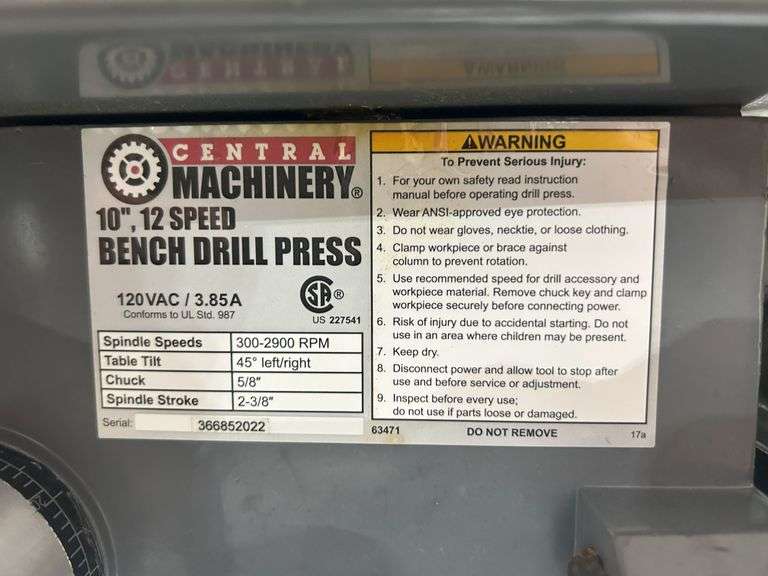 CENTRAL
MACHINERY®
10", 12 SPEED
BENCH DRILL PRESS
120VAC / 3.85A
Conforms to UL Std. 987
CSA®
US 227541
Spindle Speeds 300-2900 RPM
Table Tilt 45° left/right
Chuck 5/8"
Spindle Stroke 2-3/8"
Serial: 366852022
⚠WARNING
To Prevent Serious Injury:
1. For your own safety read instruction
manual before operating drill press.
2. Wear ANSI-approved eye protection.
3. Do not wear gloves, necktie, or loose clothing.
4. Clamp workpiece or brace against
column to prevent rotation.
5. Use recommended speed for drill accessory and
workpiece material. Remove chuck key and clamp
workpiece securely before connecting power.
6. Risk of injury due to accidental starting. Do not
use in an area where children may be present.
7. Keep dry.
8. Disconnect power and allow tool to stop after
use and before service or adjustment.
9. Inspect before every use;
do not use if parts loose or damaged.
63471 DO NOT REMOVE 17a